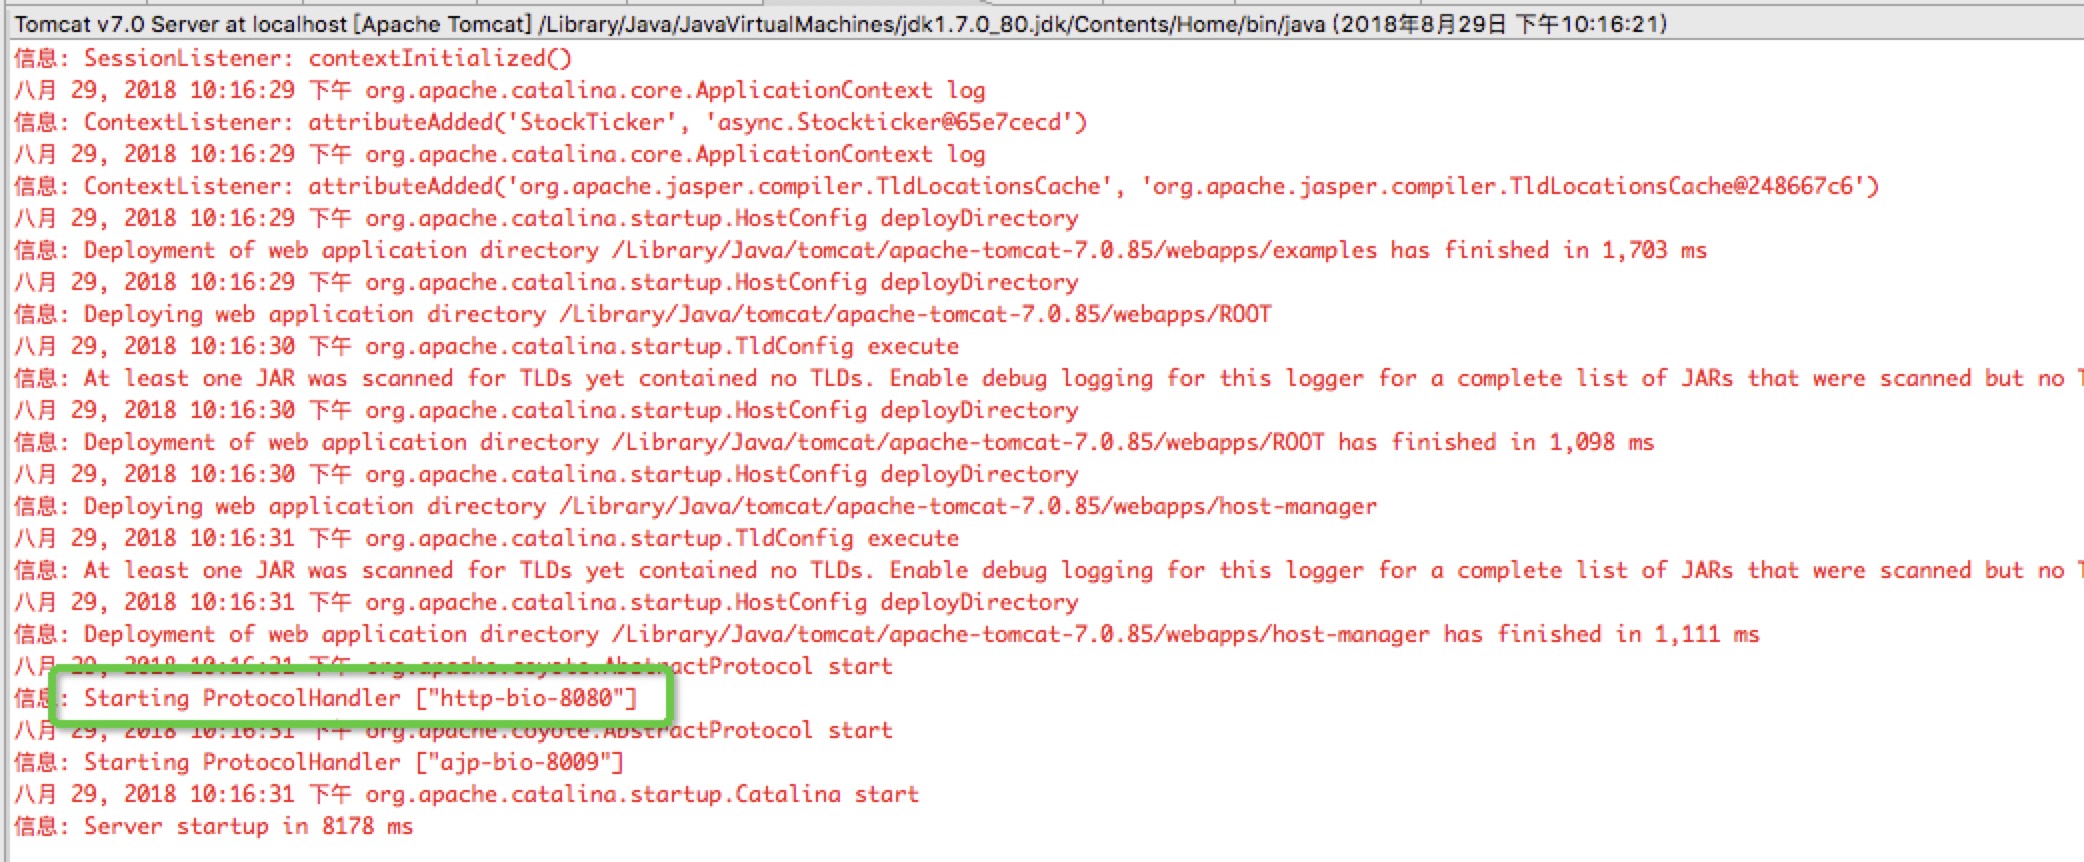 Tomcat v7.0 Server at localhost [Apache Tomcat] /Library/Java/JavaVirtualMachines/jdk1.7.0_80.jdk/Contents/Home/bin/java (2018年8月29日 下午10:16:21)
信息: SessionListener: contextInitialized()
八月 29, 2018 10:16:29 下午 org.apache.catalina.core.ApplicationContext log
信息: ContextListener: attributeAdded('StockTicker', 'async.Stockticker@65e7cecd')
八月 29, 2018 10:16:29 下午 org.apache.catalina.core.ApplicationContext log
信息: ContextListener: attributeAdded('org.apache.jasper.compiler.TldLocationsCache', 'org.apache.jasper.compiler.TldLocationsCache@248667c6')
八月 29, 2018 10:16:29 下午 org.apache.catalina.startup.HostConfig deployDirectory
信息: Deployment of web application directory /Library/Java/tomcat/apache-tomcat-7.0.85/webapps/examples has finished in 1,703 ms
八月 29, 2018 10:16:29 下午 org.apache.catalina.startup.HostConfig deployDirectory
信息: Deploying web application directory /Library/Java/tomcat/apache-tomcat-7.0.85/webapps/ROOT
八月 29, 2018 10:16:30 下午 org.apache.catalina.startup.TldConfig execute
信息: At least one JAR was scanned for TLDs yet contained no TLDs. Enable debug logging for this logger for a complete list of JARs that were scanned but no
八月 29, 2018 10:16:30 下午 org.apache.catalina.startup.HostConfig deployDirectory
信息: Deployment of web application directory /Library/Java/tomcat/apache-tomcat-7.0.85/webapps/ROOT has finished in 1,098 ms
八月 29, 2018 10:16:30 下午 org.apache.catalina.startup.HostConfig deployDirectory
信息: Deploying web application directory /Library/Java/tomcat/apache-tomcat-7.0.85/webapps/host-manager
八月 29, 2018 10:16:31 下午 org.apache.catalina.startup.TldConfig execute
信息: At least one JAR was scanned for TLDs yet contained no TLDs. Enable debug logging for this logger for a complete list of JARs that were scanned but no
八月 29, 2018 10:16:31 下午 org.apache.catalina.startup.HostConfig deployDirectory
信息: Deployment of web application directory /Library/Java/tomcat/apache-tomcat-7.0.85/webapps/host-manager has finished in 1,111 ms
八月 29, 2018 10:16:31 下午 org.apache.coyote.AbstractProtocol start
信息: Starting ProtocolHandler ["http-bio-8080"]
八月 29, 2018 10:16:31 下午 org.apache.coyote.AbstractProtocol start
信息: Starting ProtocolHandler ["ajp-bio-8009"]
八月 29, 2018 10:16:31 下午 org.apache.catalina.startup.Catalina start
信息: Server startup in 8178 ms